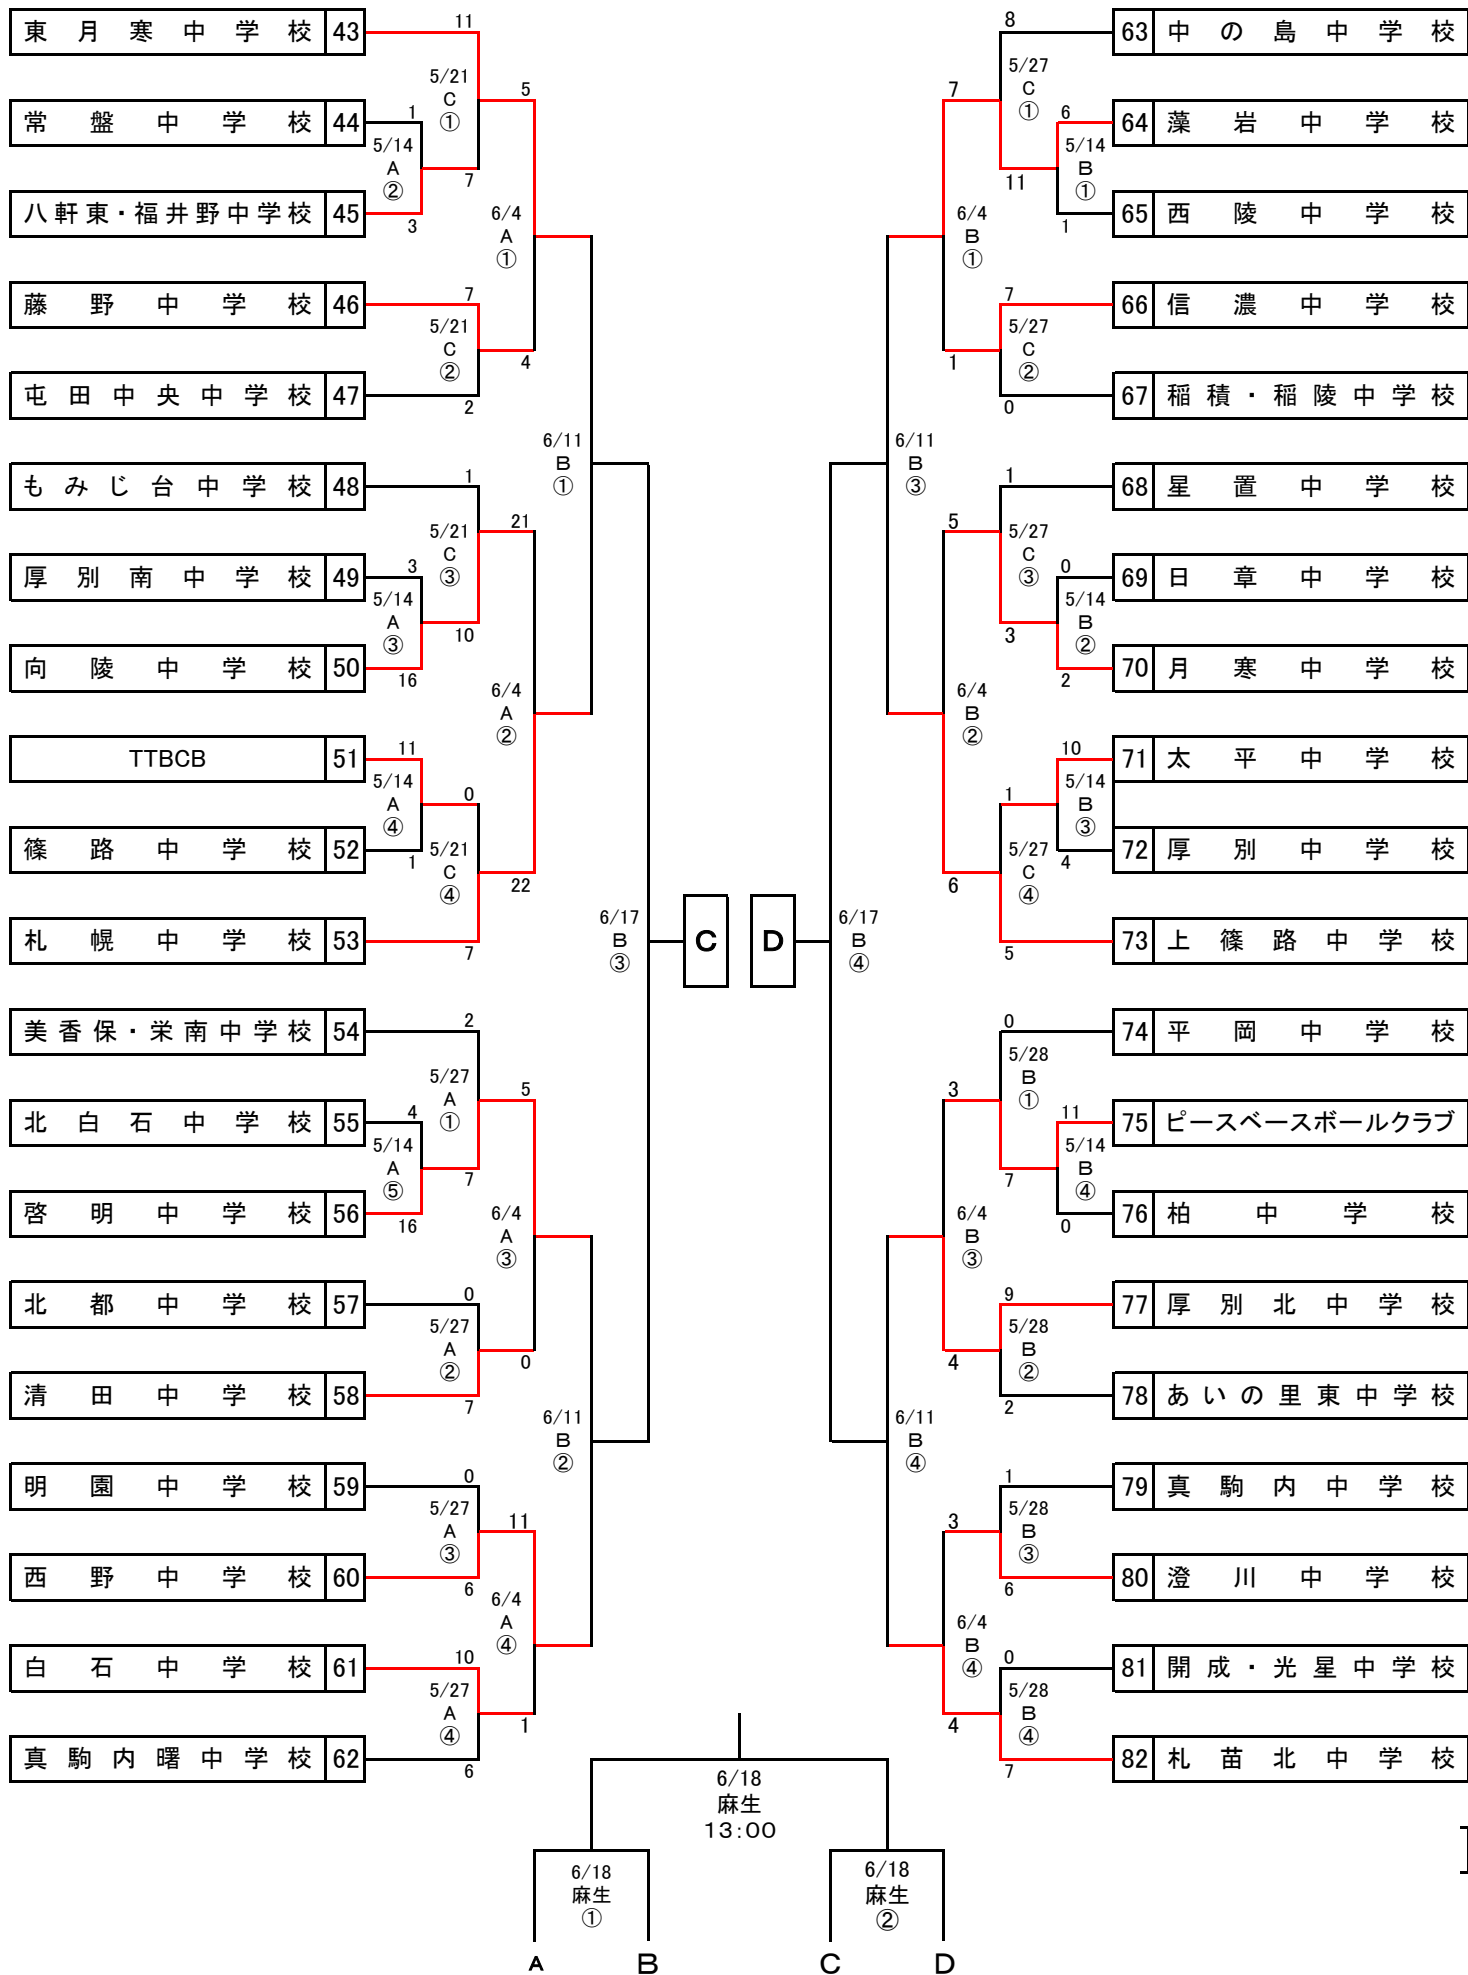 東月寒中学校 43
11
5/21
C
①
5
常盤中学校 44
1
5/14
A
②
7
八軒東・福井野中学校 45
3
6/4
A
①
藤野中学校 46
7
5/21
C
②
4
屯田中央中学校 47
2
6/11
B
①
もみじ台中学校 48
1
5/21
C
③
21
厚別南中学校 49
3
5/14
A
③
10
向陵中学校 50
16
6/4
A
②
TTBCB 51
11
5/14
A
④
0
篠路中学校 52
1
5/21
C
④
22
札幌中学校 53
7
6/17
B
③
C
美香保・栄南中学校 54
2
5/27
A
①
5
北白石中学校 55
4
5/14
A
⑤
7
啓明中学校 56
16
6/4
A
③
北都中学校 57
0
5/27
A
②
0
清田中学校 58
7
6/11
B
②
明園中学校 59
0
5/27
A
③
11
西野中学校 60
6
6/4
A
④
白石中学校 61
10
5/27
A
④
1
真駒内曙中学校 62
6
8
63 中の島中学校
5/27
C
①
7
6
64 藻岩中学校
5/14
B
①
11
65 西陵中学校
1
6/4
B
①
7
66 信濃中学校
5/27
C
②
1
67 稲積・稲陵中学校
0
6/11
B
③
1
68 星置中学校
5/27
C
③
5
0
69 日章中学校
5/14
B
②
3
70 月寒中学校
2
6/4
B
②
10
71 太平中学校
5/14
B
③
1
72 厚別中学校
4
5/27
C
④
6
73 上篠路中学校
5
6/17
B
④
D
0
74 平岡中学校
5/28
B
①
3
11
75 ピースベースボールクラブ
5/14
B
④
7
76 柏中学校
0
6/4
B
③
9
77 厚別北中学校
5/28
B
②
4
78 あいの里東中学校
2
6/11
B
④
1
79 真駒内中学校
5/28
B
③
3
80 澄川中学校
6
6/4
B
④
0
81 開成・光星中学校
5/28
B
④
4
82 札苗北中学校
7
6/18
麻生
13:00
6/18
麻生
①
6/18
麻生
②
A
B
C
D